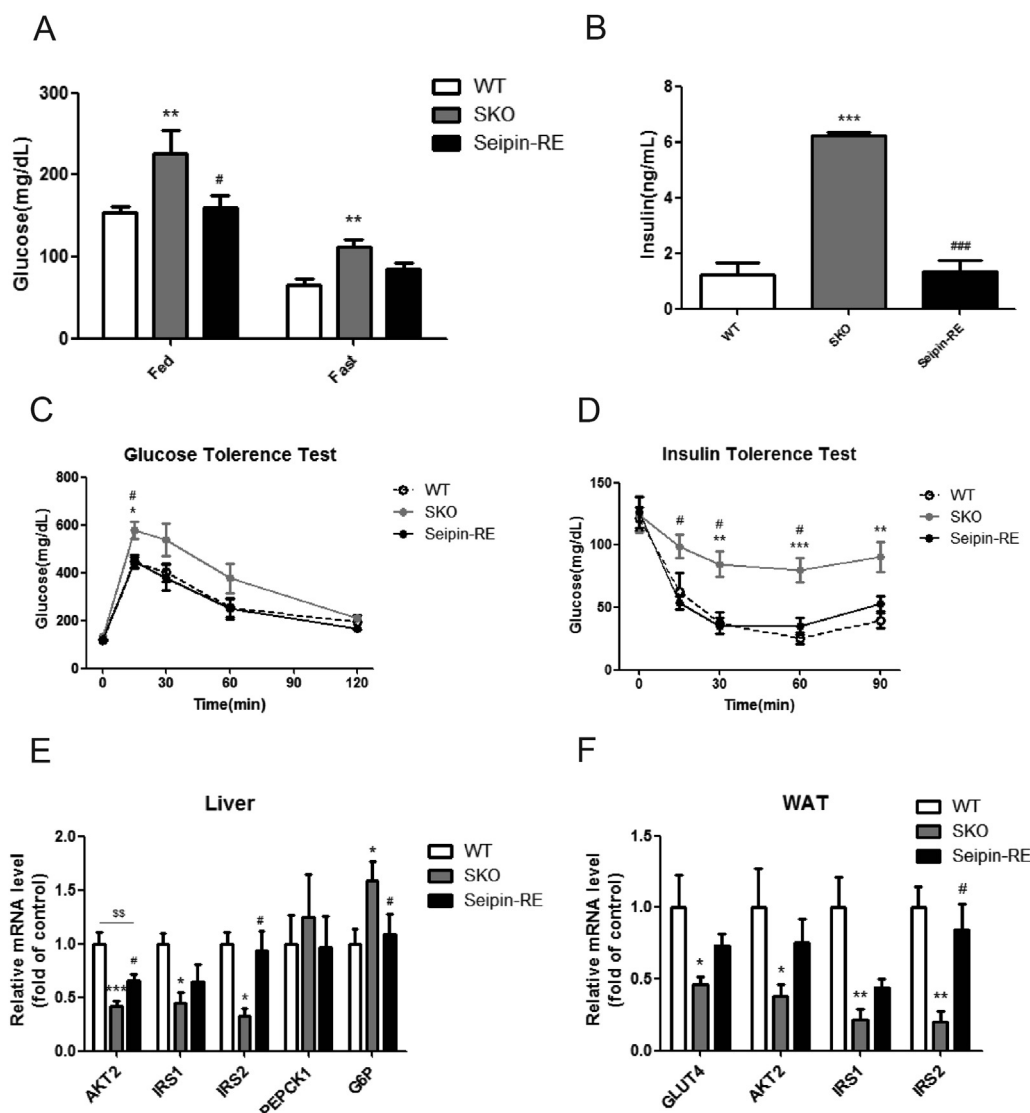 A
B
WT
SKO
Seipin-RE
300
200
100
0
Glucose(mg/dL)
**
#
**
Fed
Fast
8
6
4
2
0
Insulin(ng/mL)
***
###
WT
SKO
Seipin-RE
C
D
Glucose Tolerence Test
800
600
400
200
0
Glucose(mg/dL)
#
*
WT
SKO
Seipin-RE
0
30
60
90
120
Time(min)
Insulin Tolerence Test
150
100
50
0
Glucose(mg/dL)
#
#
**
#
***
**
WT
SKO
Seipin-RE
0
30
60
90
Time(min)
E
F
Liver
WT
SKO
Seipin-RE
2.0
1.5
1.0
0.5
0.0
Relative mRNA level
(fold of control)
$$
***
#
*
*
#
*
#
AKT2
IRS1
IRS2
PEPCK1
G6P
WAT
WT
SKO
Seipin-RE
1.5
1.0
0.5
0.0
Relative mRNA level
(fold of control)
*
*
**
**
#
GLUT4
AKT2
IRS1
IRS2